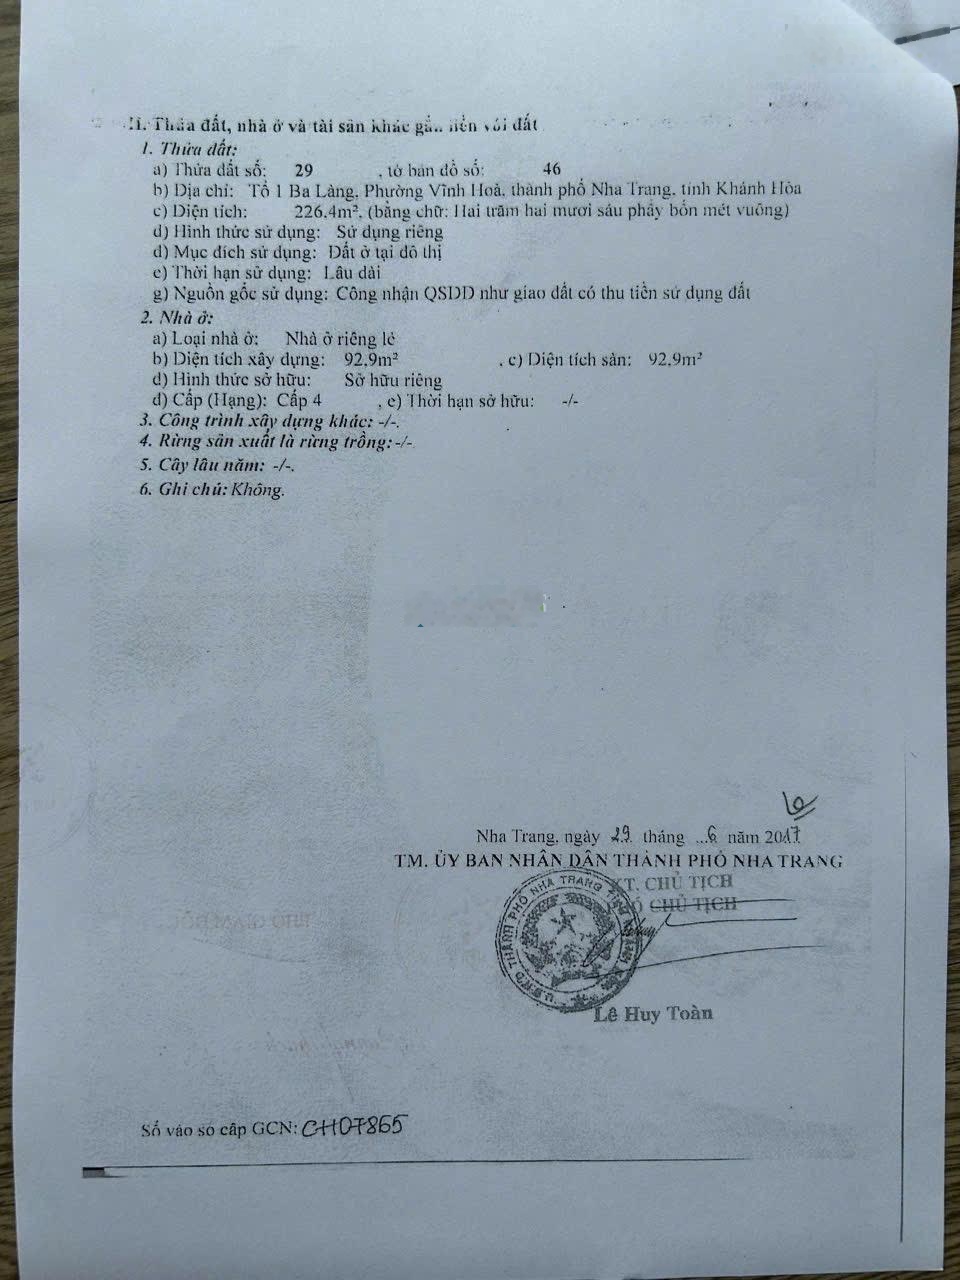 II. Thửa đất, nhà ở và tài sản khác gắn liền với đất
1. Thửa đất:
a) Thửa đất số: 29 , tờ bản đồ số: 46
b) Địa chỉ: Tổ 1 Ba Làng, Phường Vĩnh Hoà, thành phố Nha Trang, tỉnh Khánh Hòa
c) Diện tích: 226,4m², (bằng chữ: Hai trăm hai mươi sáu phẩy bốn mét vuông)
d) Hình thức sử dụng: Sử dụng riêng
đ) Mục đích sử dụng: Đất ở tại đô thị
e) Thời hạn sử dụng: Lâu dài
g) Nguồn gốc sử dụng: Công nhận QSDĐ như giao đất có thu tiền sử dụng đất
2. Nhà ở:
a) Loại nhà ở: Nhà ở riêng lẻ
b) Diện tích xây dựng: 92,9m² , c) Diện tích sàn: 92,9m²
d) Hình thức sở hữu: Sở hữu riêng
đ) Cấp (Hạng): Cấp 4 , e) Thời hạn sở hữu: -/-
3. Công trình xây dựng khác: -/-.
4. Rừng sản xuất là rừng trồng: -/-.
5. Cây lâu năm: -/-.
6. Ghi chú: Không.
Nha Trang, ngày 29 tháng 6 năm 2017
TM. ỦY BAN NHÂN DÂN THÀNH PHỐ NHA TRANG
KT. CHỦ TỊCH
PHÓ CHỦ TỊCH
Lê Huy Toàn
Số vào sổ cấp GCN: CH07865